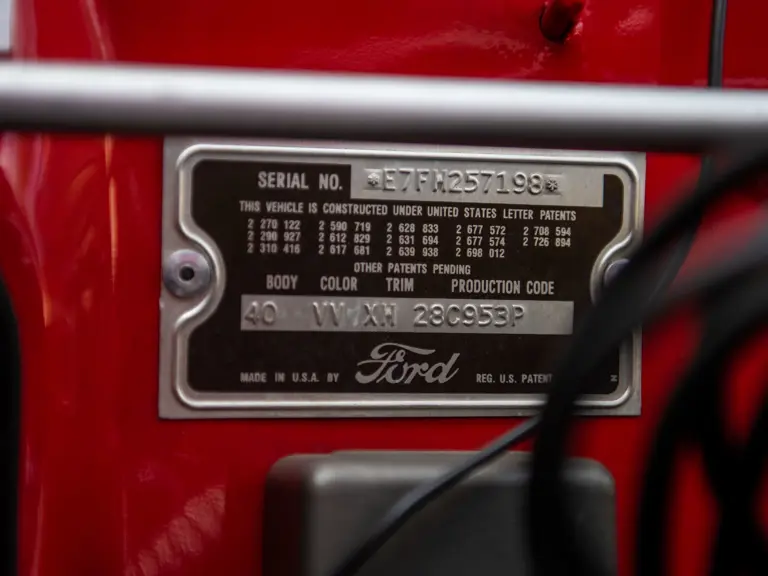 SERIAL NO. *E7FH257198*
THIS VEHICLE IS CONSTRUCTED UNDER UNITED STATES LETTER PATENTS
2 270 122 2 590 719 2 628 833 2 677 572 2 708 594
2 290 927 2 612 829 2 631 694 2 677 574 2 726 894
2 310 416 2 617 681 2 639 938 2 698 012
OTHER PATENTS PENDING
BODY COLOR TRIM PRODUCTION CODE
40 VV XH 28C953P
MADE IN U.S.A. BY Ford REG. U.S. PATENT H